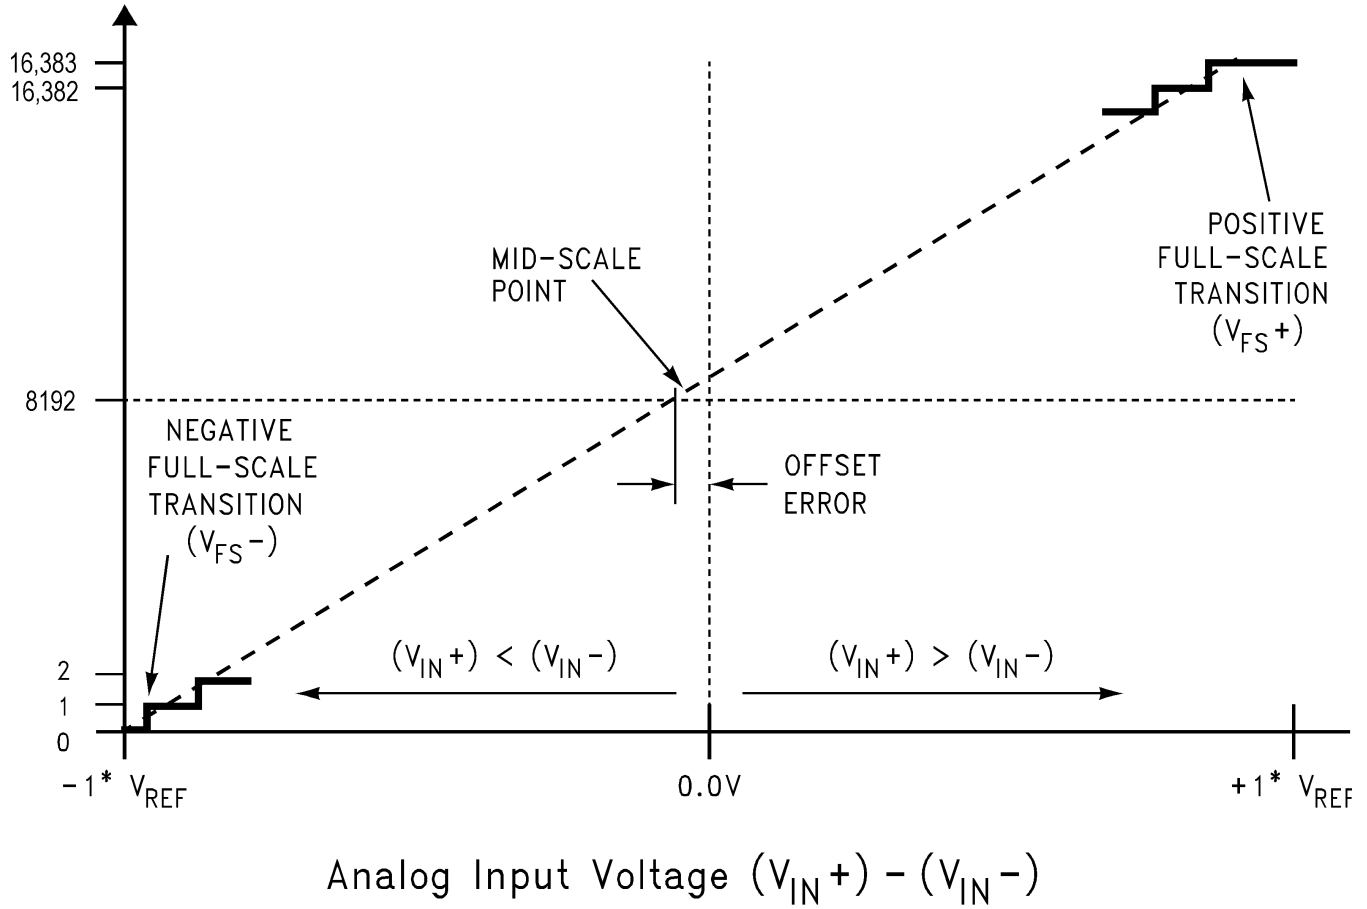 16,383
16,382
POSITIVE
FULL-SCALE
TRANSITION
(VFS+)
MID-SCALE
POINT
8192
NEGATIVE
FULL-SCALE
TRANSITION
(VFS-)
OFFSET
ERROR
(VIN+) < (VIN-)
(VIN+) > (VIN-)
2
1
0
-1* VREF
0.0V
+1* VREF
Analog Input Voltage (VIN+) - (VIN-)